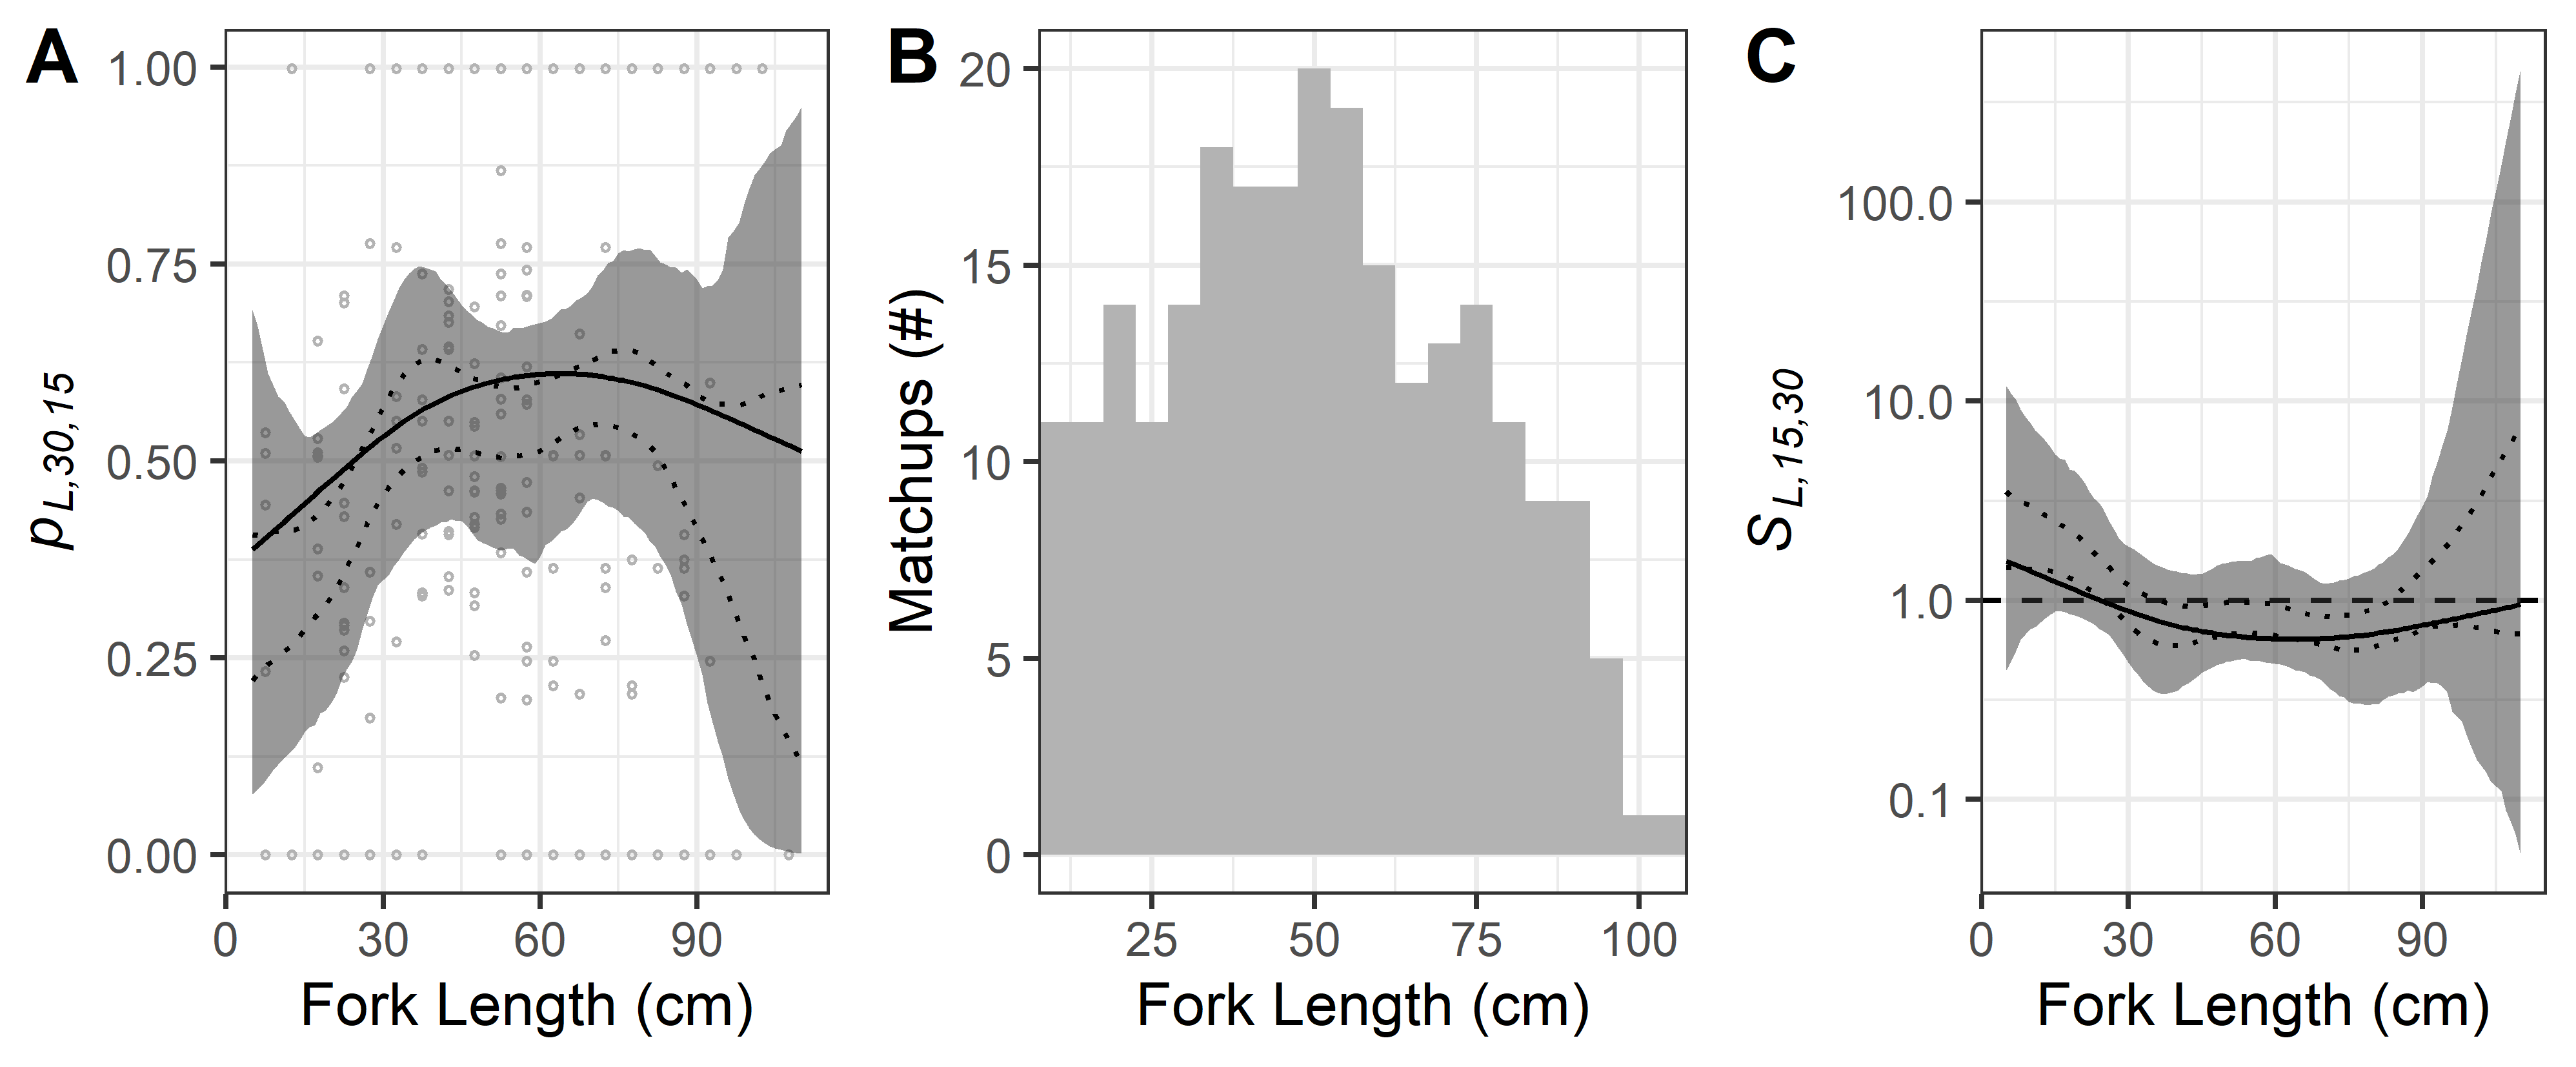 A
1.00
0.75
0.50
0.25
0.00
p L,30,15
0 30 60 90
Fork Length (cm)
B
20
15
10
5
0
Matchups (#)
25 50 75 100
Fork Length (cm)
C
100.0
10.0
1.0
0.1
S L,15,30
0 30 60 90
Fork Length (cm)